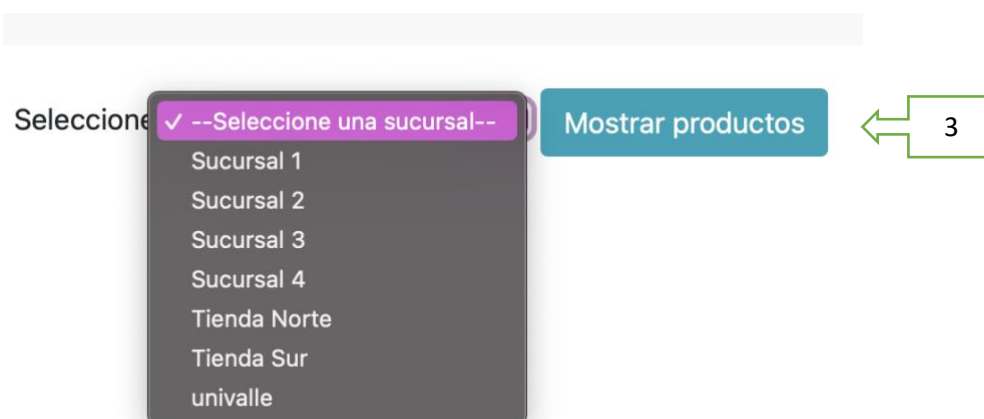 Seleccione
--Seleccione una sucursal--
Mostrar productos
3
Sucursal 1
Sucursal 2
Sucursal 3
Sucursal 4
Tienda Norte
Tienda Sur
univalle